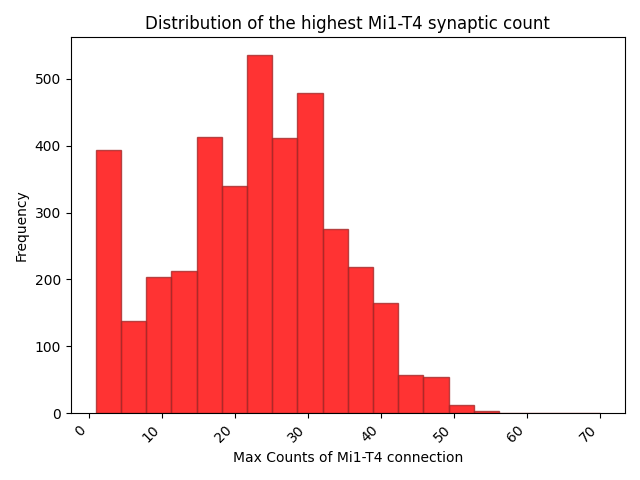 Distribution of the highest Mi1-T4 synaptic count
Frequency
500
400
300
200
100
0
0 10 20 30 40 50 60 70
Max Counts of Mi1-T4 connection